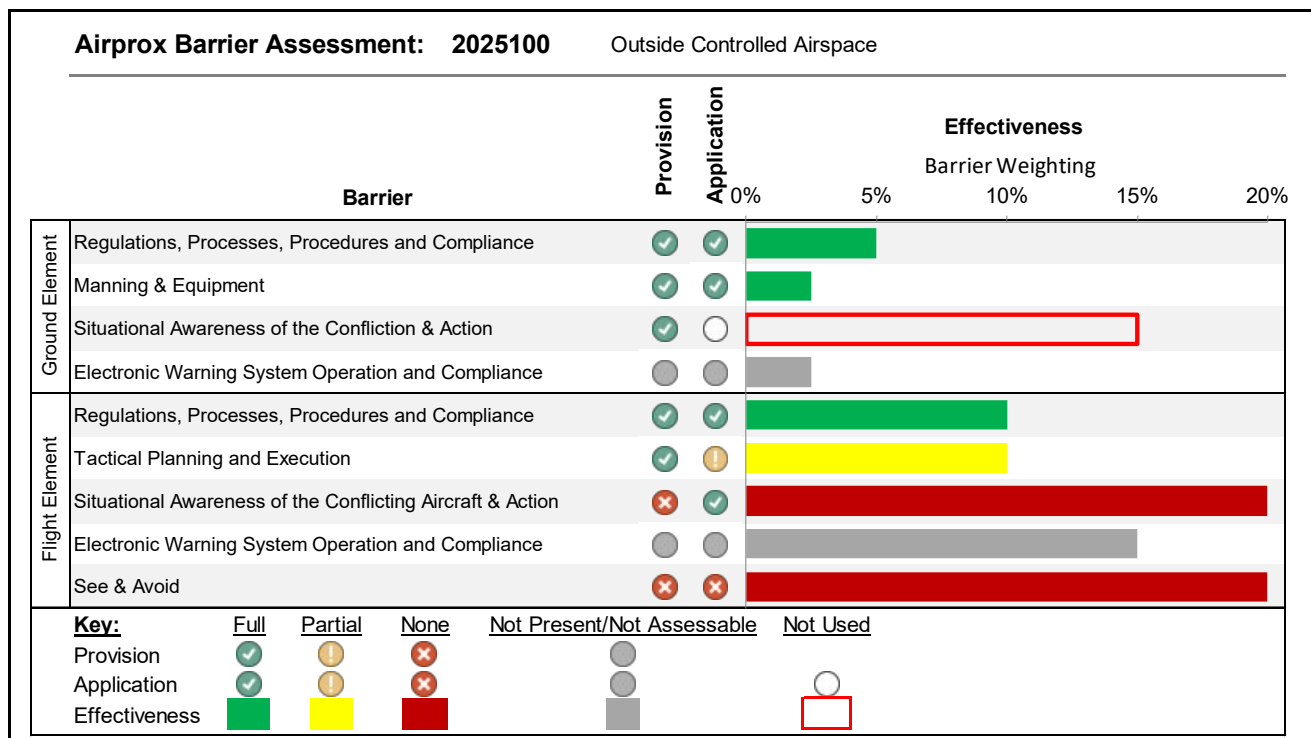 Airprox Barrier Assessment: 2025100 Outside Controlled Airspace
Barrier
Provision
Application
Effectiveness
Barrier Weighting
0% 5% 10% 15% 20%
Ground Element
Regulations, Processes, Procedures and Compliance
Manning & Equipment
Situational Awareness of the Confliction & Action
Electronic Warning System Operation and Compliance
Flight Element
Regulations, Processes, Procedures and Compliance
Tactical Planning and Execution
Situational Awareness of the Conflicting Aircraft & Action
Electronic Warning System Operation and Compliance
See & Avoid
Key: Full Partial None Not Present/Not Assessable Not Used
Provision
Application
Effectiveness